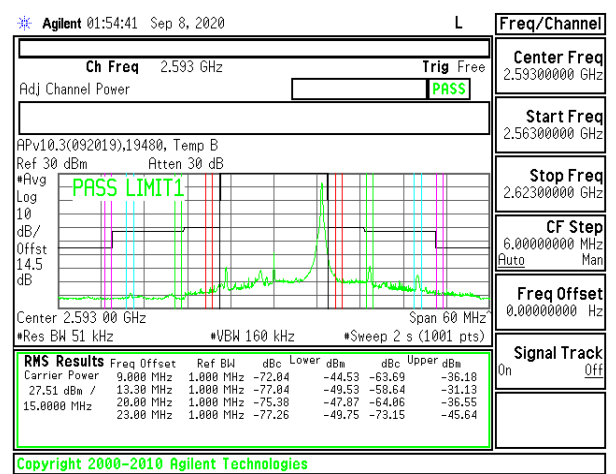 Agilent 01:54:41 Sep 8, 2020 L
Freq/Channel
Ch Freq 2.593 GHz Trig Free
Adj Channel Power PASS
Center Freq
2.59300000 GHz
Start Freq
2.56300000 GHz
APv10.3(092019),19480, Temp B
Ref 30 dBm Atten 30 dB
#Avg
Log
10
dB/
Offst
14.5
dB
PASS LIMIT1
Stop Freq
2.62300000 GHz
CF Step
6.00000000 MHz
Auto Man
Freq Offset
0.00000000 Hz
Center 2.593 00 GHz Span 60 MHz
#Res BW 51 kHz #VBW 160 kHz #Sweep 2 s (1001 pts)
Signal Track
On Off
RMS Results Freq Offset Ref BW dBc Lower dBm dBc Upper dBm
Carrier Power 9.000 MHz 1.000 MHz -72.04 -44.53 -63.69 -36.18
27.51 dBm / 13.30 MHz 1.000 MHz -77.04 -49.53 -58.64 -31.13
15.0000 MHz 20.00 MHz 1.000 MHz -75.38 -47.87 -64.06 -36.55
23.00 MHz 1.000 MHz -77.26 -49.75 -73.15 -45.64
Copyright 2000-2010 Agilent Technologies